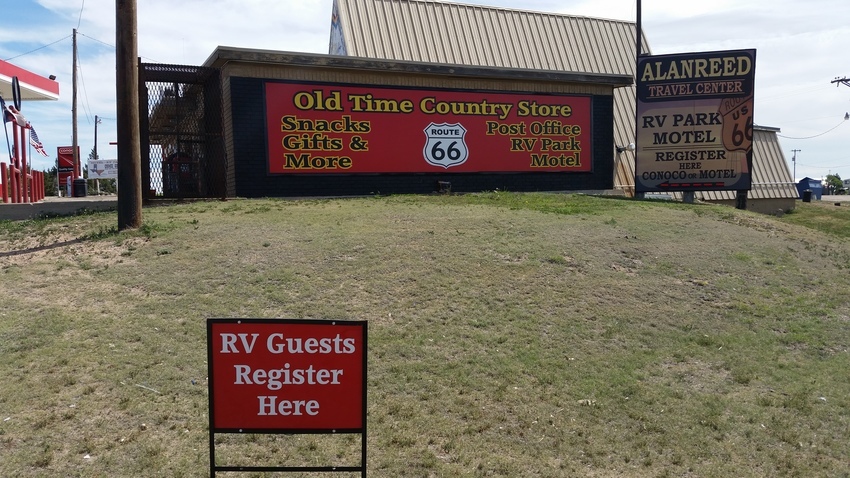 Old Time Country Store
Snacks
Gifts &
More
ROUTE
66
Post Office
RV Park
Motel
ALANREED
TRAVEL CENTER
RV PARK
MOTEL
US
66
REGISTER
HERE
CONOCO OR MOTEL
RV Guests
Register
Here